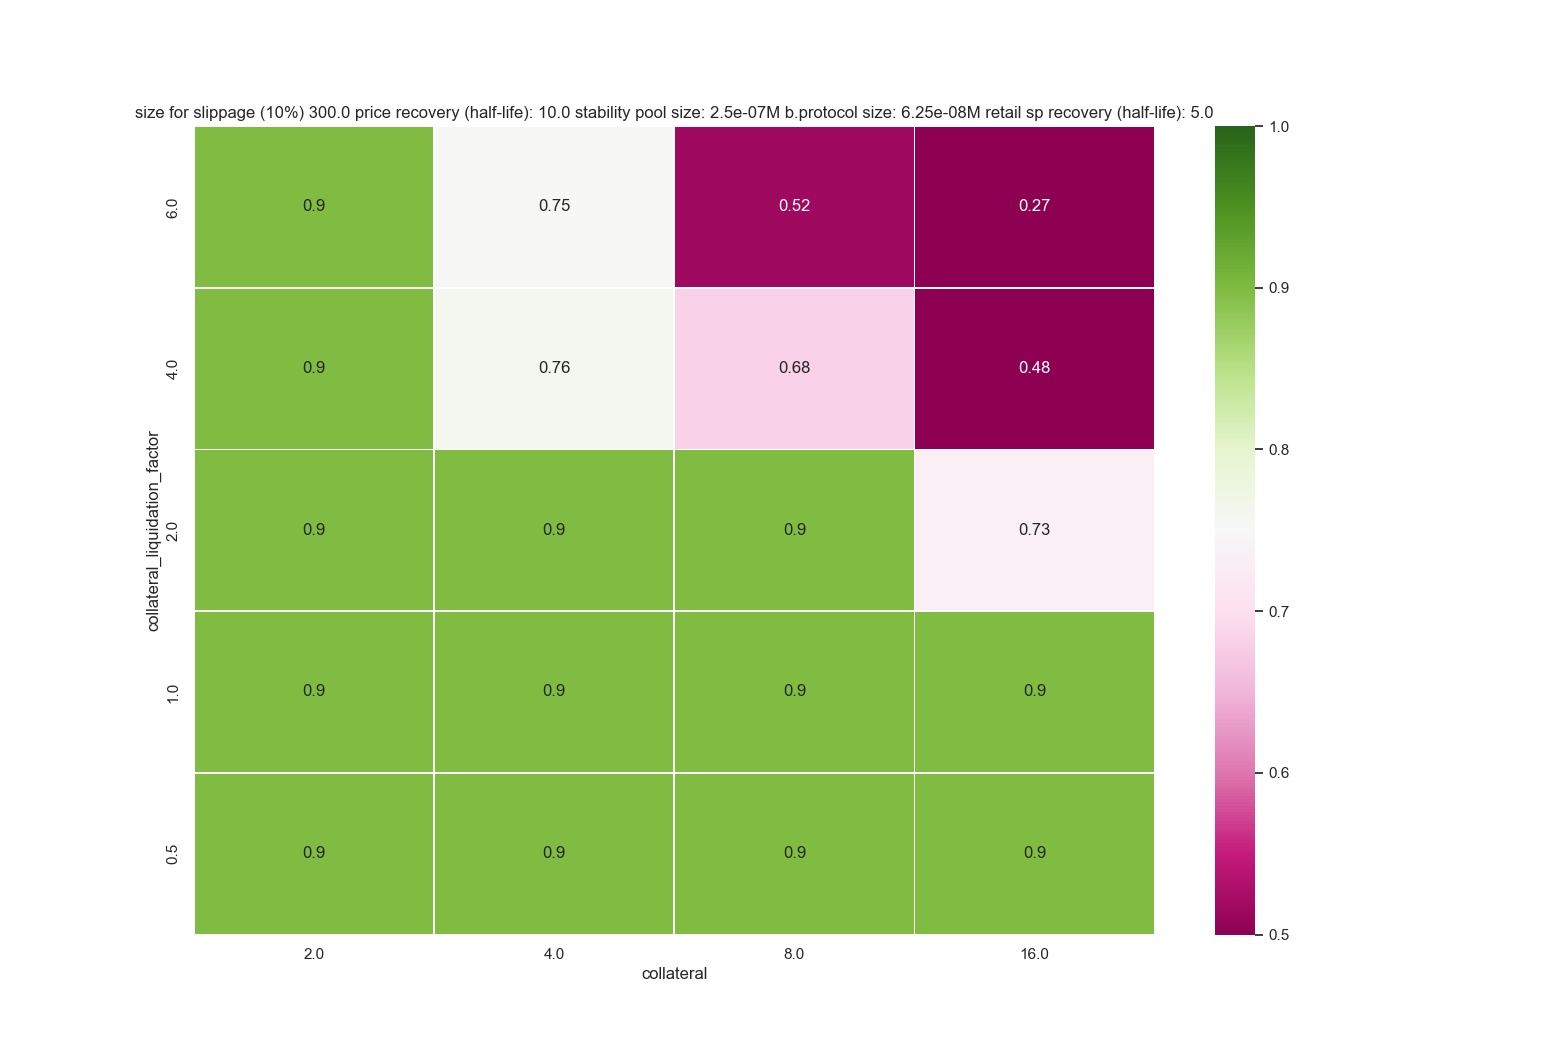 size for slippage (10%) 300.0 price recovery (half-life): 10.0 stability pool size: 2.5e-07M b.protocol size: 6.25e-08M retail sp recovery (half-life): 5.0
collateral_liquidation_factor
6.0 0.9 0.75 0.52 0.27
4.0 0.9 0.76 0.68 0.48
2.0 0.9 0.9 0.9 0.73
1.0 0.9 0.9 0.9 0.9
0.5 0.9 0.9 0.9 0.9
2.0 4.0 8.0 16.0
collateral
1.0
0.9
0.8
0.7
0.6
0.5